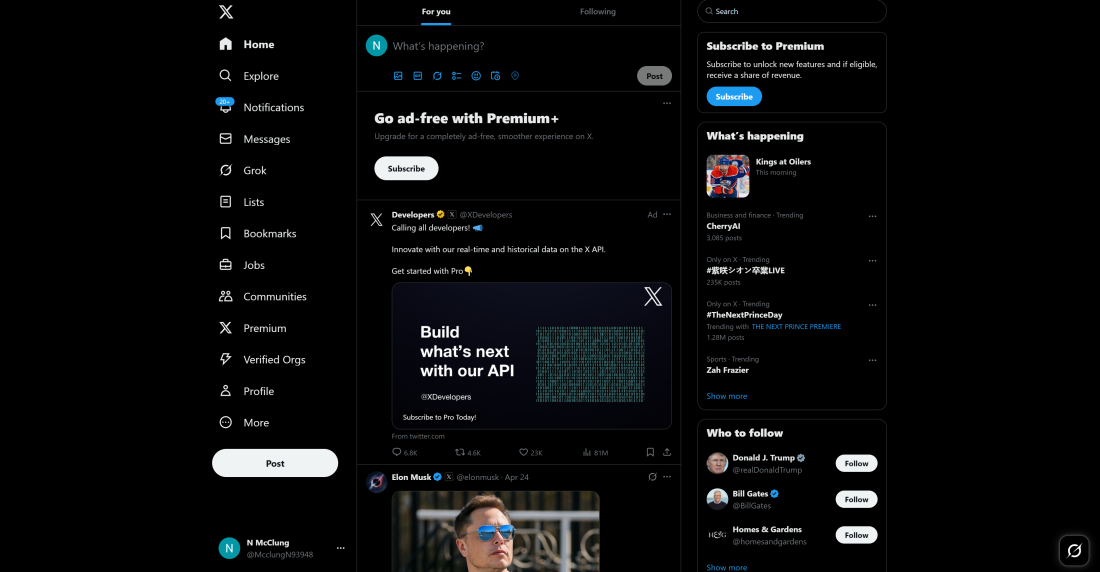 Home
Explore
20+
Notifications
Messages
Grok
Lists
Bookmarks
Jobs
Communities
Premium
Verified Orgs
Profile
More
Post
N
N McClung
@McclungN93948
For you
Following
N
What's happening?
GIF
Post
Go ad-free with Premium+
Upgrade for a completely ad-free, smoother experience on X.
Subscribe
Developers @XDevelopers
Ad
Calling all developers! 📣
Innovate with our real-time and historical data on the X API.
Get started with Pro👇
Build
what's next
with our API
@XDevelopers
Subscribe to Pro Today!
From twitter.com
6.8K
4.6K
23K
81M
Elon Musk @elonmusk · Apr 24
Search
Subscribe to Premium
Subscribe to unlock new features and if eligible,
receive a share of revenue.
Subscribe
What's happening
Kings at Oilers
This morning
Business and finance · Trending
CherryAI
3,085 posts
Only on X · Trending
#紫咲シオン卒業LIVE
235K posts
Only on X · Trending
#TheNextPrinceDay
Trending with THE NEXT PRINCE PREMIERE
1.28M posts
Sports · Trending
Zah Frazier
Show more
Who to follow
Donald J. Trump
@realDonaldTrump
Follow
Bill Gates
@BillGates
Follow
H&G
Homes & Gardens
@homesandgardens
Follow
Show more